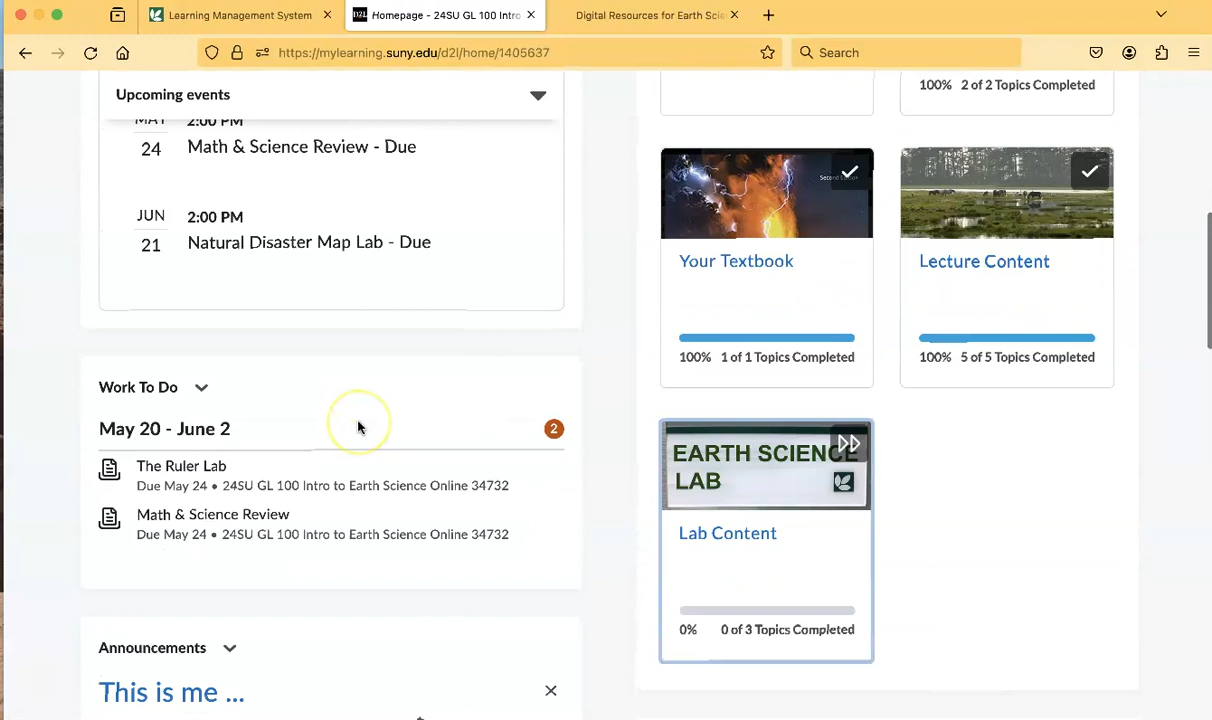 Learning Management System
Homepage - 24SU GL 100 Intro
Digital Resources for Earth Scie
https://mylearning.suny.edu/d2l/home/1405637
Search
Upcoming events
MAY
24
2:00 PM
Math & Science Review - Due
JUN
21
2:00 PM
Natural Disaster Map Lab - Due
Work To Do
May 20 - June 2
2
The Ruler Lab
Due May 24 • 24SU GL 100 Intro to Earth Science Online 34732
Math & Science Review
Due May 24 • 24SU GL 100 Intro to Earth Science Online 34732
Announcements
This is me ...
100% 2 of 2 Topics Completed
Second Edition
Your Textbook
100% 1 of 1 Topics Completed
Lecture Content
100% 5 of 5 Topics Completed
EARTH SCIENCE
LAB
Lab Content
0% 0 of 3 Topics Completed